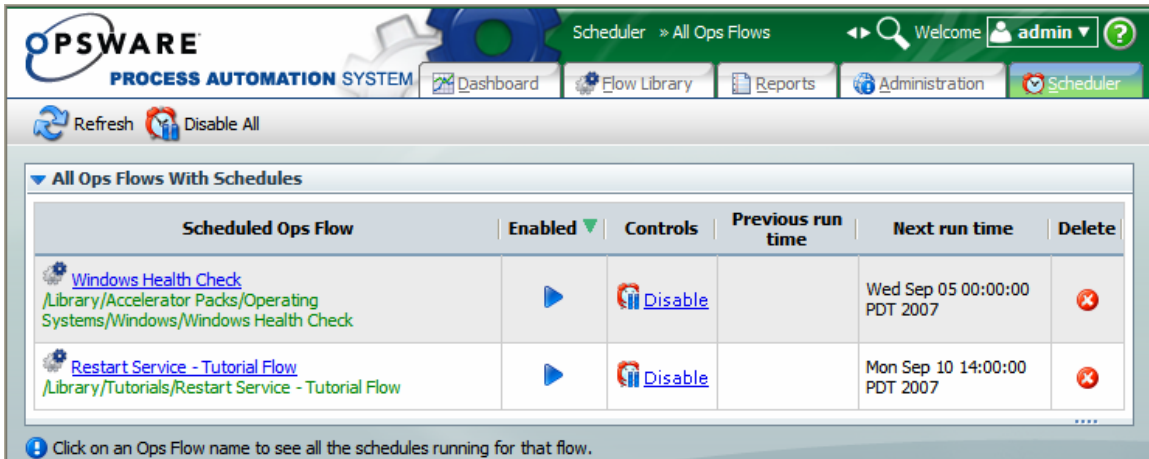 OPSWARE
PROCESS AUTOMATION SYSTEM
Scheduler » All Ops Flows
Welcome admin
Dashboard
Flow Library
Reports
Administration
Scheduler
Refresh
Disable All
All Ops Flows With Schedules
Scheduled Ops Flow
Enabled
Controls
Previous run
time
Next run time
Delete
Windows Health Check
/Library/Accelerator Packs/Operating
Systems/Windows/Windows Health Check
Disable
Wed Sep 05 00:00:00
PDT 2007
Restart Service - Tutorial Flow
/Library/Tutorials/Restart Service - Tutorial Flow
Disable
Mon Sep 10 14:00:00
PDT 2007
Click on an Ops Flow name to see all the schedules running for that flow.